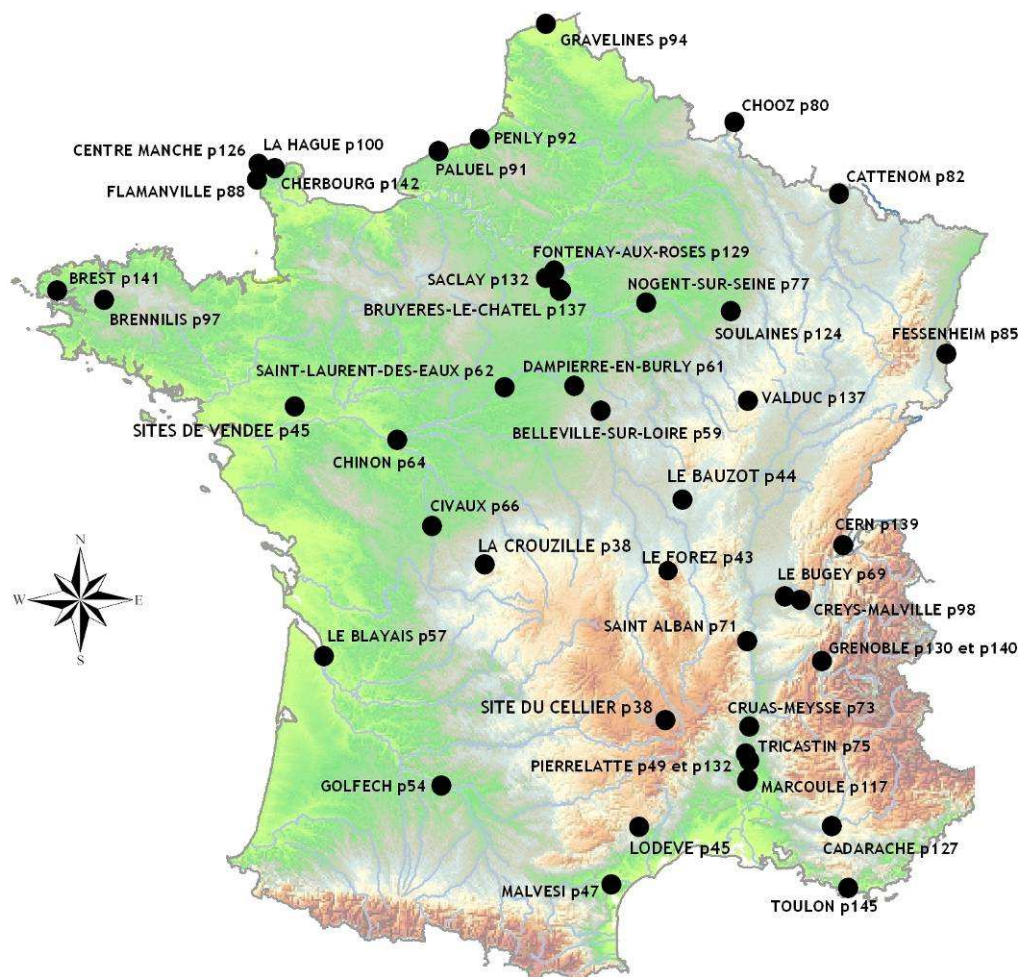 GRAVELINES p94
CHOOZ p80
PENLY p92
LA HAGUE p100
CENTRE MANCHE p126
PALUEL p91
CHERBOURG p142
FLAMANVILLE p88
CATTENOM p82
FONTENAY-AUX-ROSES p129
BREST p141
SACLAY p132
NOGENT-SUR-SEINE p77
BRUYERES-LE-CHATEL p137
BRENNILIS p97
SOULAINES p124
FESSENHEIM p85
DAMPIERRE-EN-BURLY p61
SAINT-LAURENT-DES-EAUX p62
VALDUC p137
SITES DE VENDEE p45
BELLEVILLE-SUR-LOIRE p59
CHINON p64
LE BAUZOT p44
CIVAUX p66
CERN p139
LA CROUZILLE p38
LE FOREZ p43
N
LE BUGEY p69
W
E
CREYS-MALVILLE p98
S
LE BLAYAIS p57
SAINT ALBAN p71
GRENOBLE p130 et p140
SITE DU CELLIER p38
CRUAS-MEYSSE p73
TRICASTIN p75
PIERRELATTE p49 et p132
GOLFECH p54
MARCOULE p117
LODEVE p45
CADARACHE p127
MALVESI p47
TOULON p145